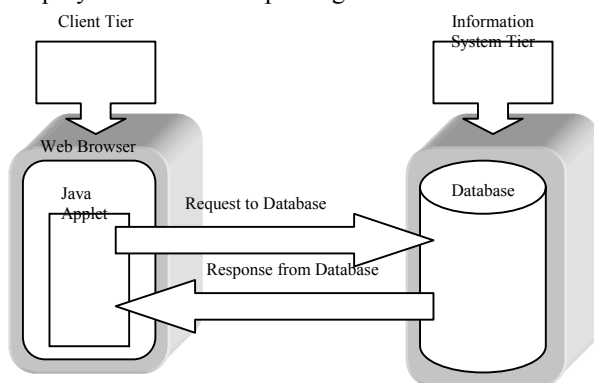 Client Tier
Information
System Tier
Web Browser
Java
Applet
Database
Request to Database
Response from Database